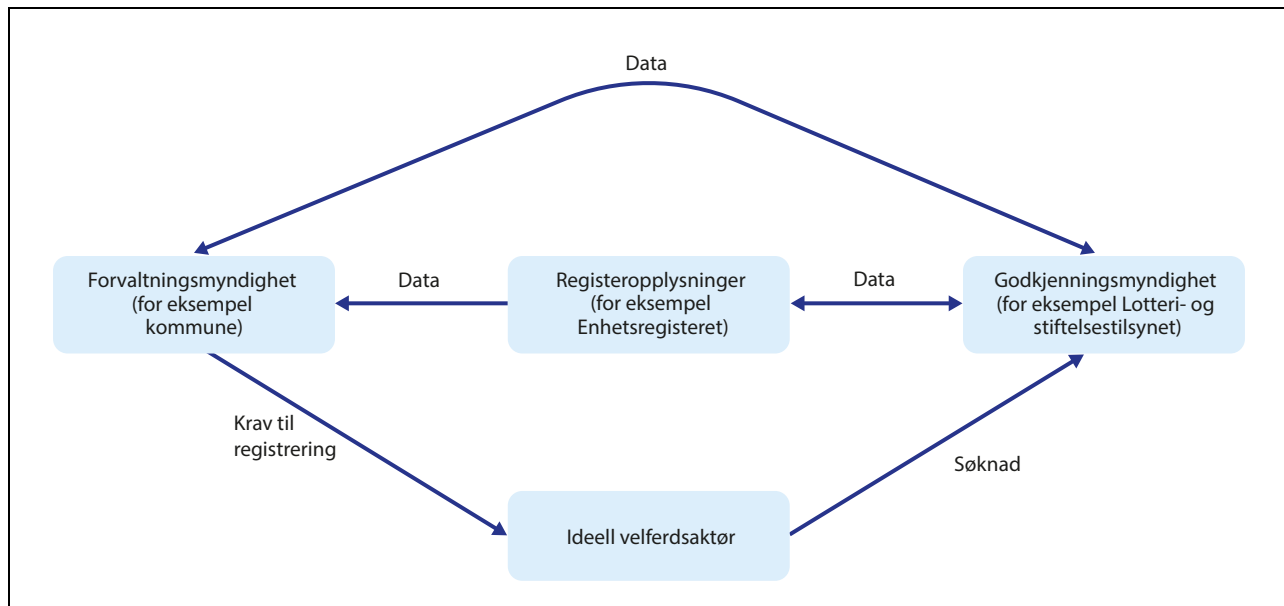 Data
Forvaltningsmyndighet
(for eksempel
kommune)
Data
Registeropplysninger
(for eksempel
Enhetsregisteret)
Data
Godkjenningsmyndighet
(for eksempel Lotteri- og
stiftelsestilsynet)
Krav til
registrering
Søknad
Ideell velferdsaktør